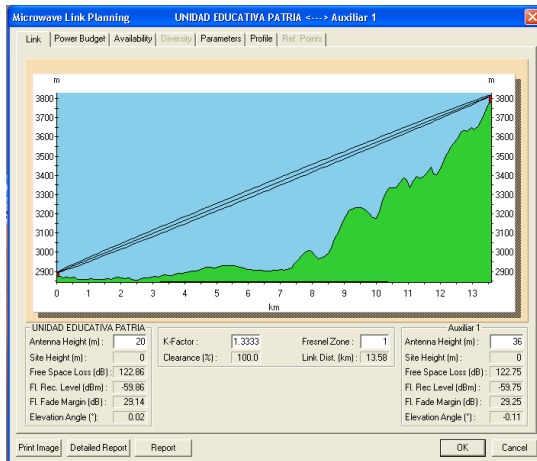 Microwave Link Planning UNIDAD EDUCATIVA PATRIA <---> Auxiliar 1
Link Power Budget Availability Diversity Parameters Profile Ref. Points
m m
3800 3800
3700 3700
3600 3600
3500 3500
3400 3400
3300 3300
3200 3200
3100 3100
3000 3000
2900 2900
0 1 2 3 4 5 6 7 8 9 10 11 12 13
km
UNIDAD EDUCATIVA PATRIA Auxiliar 1
Antenna Height (m) : 20 K-Factor : 1.3333 Fresnel Zone : 1 Antenna Height (m) : 36
Site Height (m) : 0 Clearance (%) : 100.0 Link Dist. (km) : 13.58 Site Height (m) : 0
Free Space Loss (dB) : 122.86 Free Space Loss (dB) : 122.75
Fl. Rec. Level (dBm) : -59.86 Fl. Rec. Level (dBm) : -59.75
Fl. Fade Margin (dB) : 29.14 Fl. Fade Margin (dB) : 29.25
Elevation Angle (°): 0.02 Elevation Angle (°): -0.11
Print Image Detailed Report Report OK Cancel